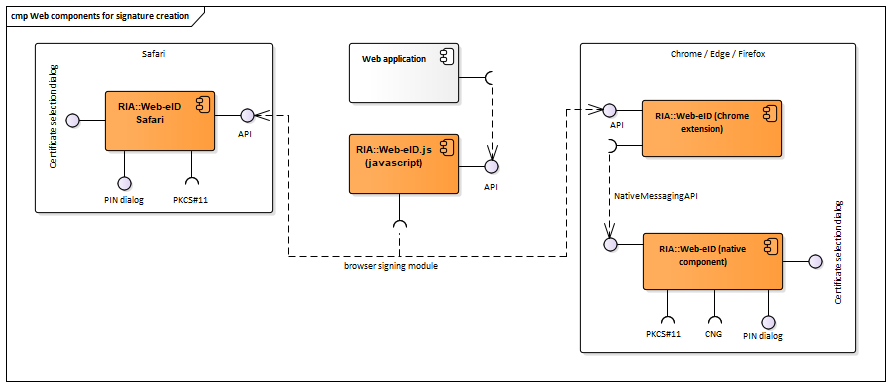 cmp Web components for signature creation
Safari
Certificate selection dialog
RIA::Web-eID
Safari
API
PIN dialog
PKCS#11
Web application
RIA::Web-eID.js
(javascript)
API
browser signing module
Chrome / Edge / Firefox
API
RIA::Web-eID (Chrome
extension)
NativeMessagingAPI
RIA::Web-eID (native
component)
Certificate selection dialog
PKCS#11
CNG
PIN dialog